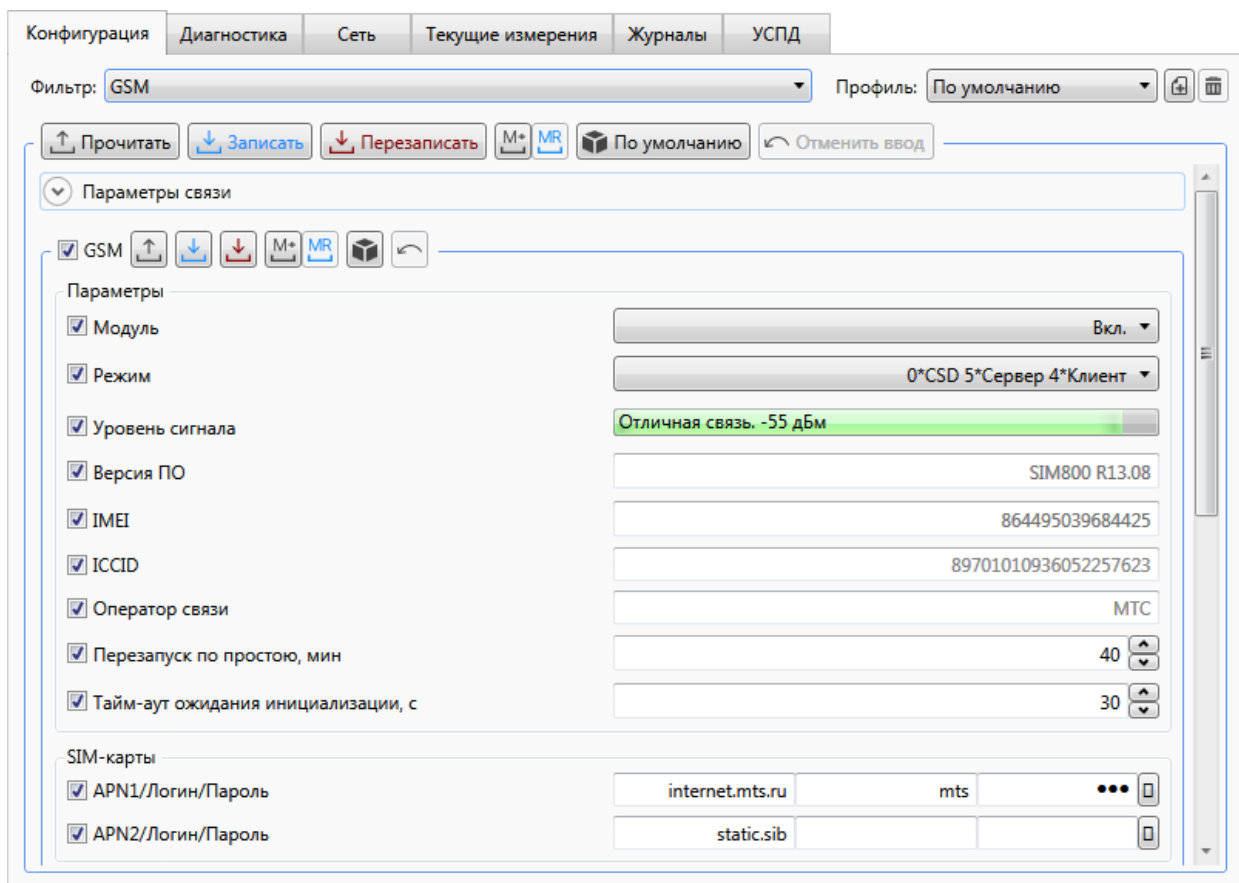 Конфигурация Диагностика Сеть Текущие измерения Журналы УСПД
Фильтр: GSM Профиль: По умолчанию
Прочитать Записать Перезаписать M+ MR По умолчанию Отменить ввод
Параметры связи
GSM M+ MR
Параметры
Модуль Вкл.
Режим 0*CSD 5*Сервер 4*Клиент
Уровень сигнала Отличная связь. -55 дБм
Версия ПО SIM800 R13.08
IMEI 864495039684425
ICCID 89701010936052257623
Оператор связи МТС
Перезапуск по простою, мин 40
Тайм-аут ожидания инициализации, с 30
SIM-карты
APN1/Логин/Пароль internet.mts.ru mts •••
APN2/Логин/Пароль static.sib